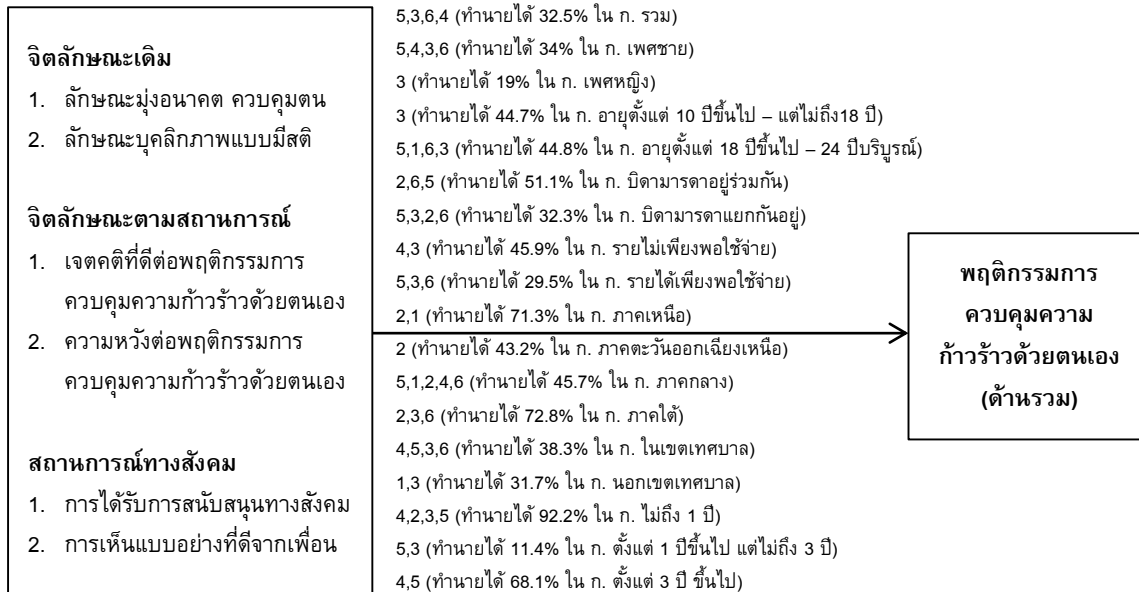 จิตลักษณะเดิม
1. ลักษณะมุ่งอนาคต ควบคุมตน
2. ลักษณะบุคลิกภาพแบบมีสติ
จิตลักษณะตามสถานการณ์
1. เจตคติที่ดีต่อพฤติกรรมการ
ควบคุมความก้าวร้าวด้วยตนเอง
2. ความหวังต่อพฤติกรรมการ
ควบคุมความก้าวร้าวด้วยตนเอง
สถานการณ์ทางสังคม
1. การได้รับการสนับสนุนทางสังคม
2. การเห็นแบบอย่างที่ดีจากเพื่อน
5,3,6,4 (ทำนายได้ 32.5% ใน ก. รวม)
5,4,3,6 (ทำนายได้ 34% ใน ก. เพศชาย)
3 (ทำนายได้ 19% ใน ก. เพศหญิง)
3 (ทำนายได้ 44.7% ใน ก. อายุตั้งแต่ 10 ปีขึ้นไป – แต่ไม่ถึง18 ปี)
5,1,6,3 (ทำนายได้ 44.8% ใน ก. อายุตั้งแต่ 18 ปีขึ้นไป – 24 ปีบริบูรณ์)
2,6,5 (ทำนายได้ 51.1% ใน ก. บิดามารดาอยู่ร่วมกัน)
5,3,2,6 (ทำนายได้ 32.3% ใน ก. บิดามารดาแยกกันอยู่)
4,3 (ทำนายได้ 45.9% ใน ก. รายไม่เพียงพอใช้จ่าย)
5,3,6 (ทำนายได้ 29.5% ใน ก. รายได้เพียงพอใช้จ่าย)
2,1 (ทำนายได้ 71.3% ใน ก. ภาคเหนือ)
2 (ทำนายได้ 43.2% ใน ก. ภาคตะวันออกเฉียงเหนือ)
5,1,2,4,6 (ทำนายได้ 45.7% ใน ก. ภาคกลาง)
2,3,6 (ทำนายได้ 72.8% ใน ก. ภาคใต้)
4,5,3,6 (ทำนายได้ 38.3% ใน ก. ในเขตเทศบาล)
1,3 (ทำนายได้ 31.7% ใน ก. นอกเขตเทศบาล)
4,2,3,5 (ทำนายได้ 92.2% ใน ก. ไม่ถึง 1 ปี)
5,3 (ทำนายได้ 11.4% ใน ก. ตั้งแต่ 1 ปีขึ้นไป แต่ไม่ถึง 3 ปี)
4,5 (ทำนายได้ 68.1% ใน ก. ตั้งแต่ 3 ปี ขึ้นไป)
พฤติกรรมการ
ควบคุมความ
ก้าวร้าวด้วยตนเอง
(ด้านรวม)